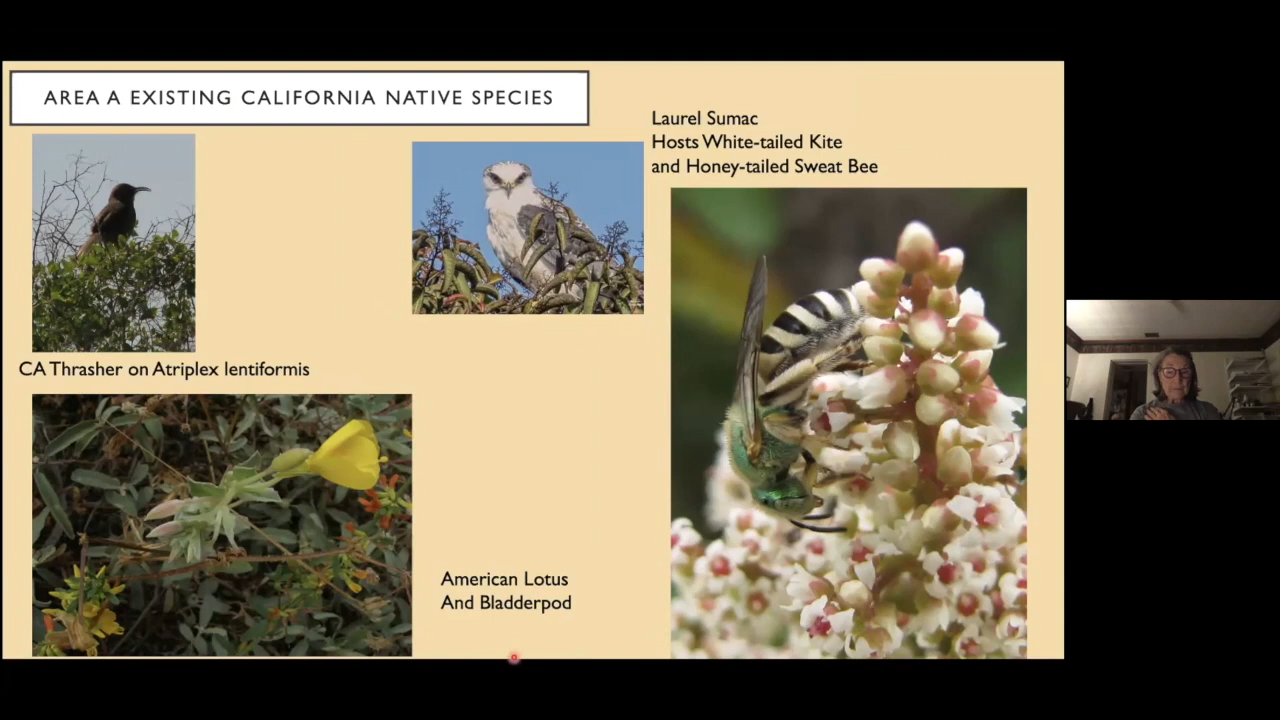 AREA A EXISTING CALIFORNIA NATIVE SPECIES
Laurel Sumac
Hosts White-tailed Kite
and Honey-tailed Sweat Bee
CA Thrasher on Atriplex lentiformis
American Lotus
And Bladderpod